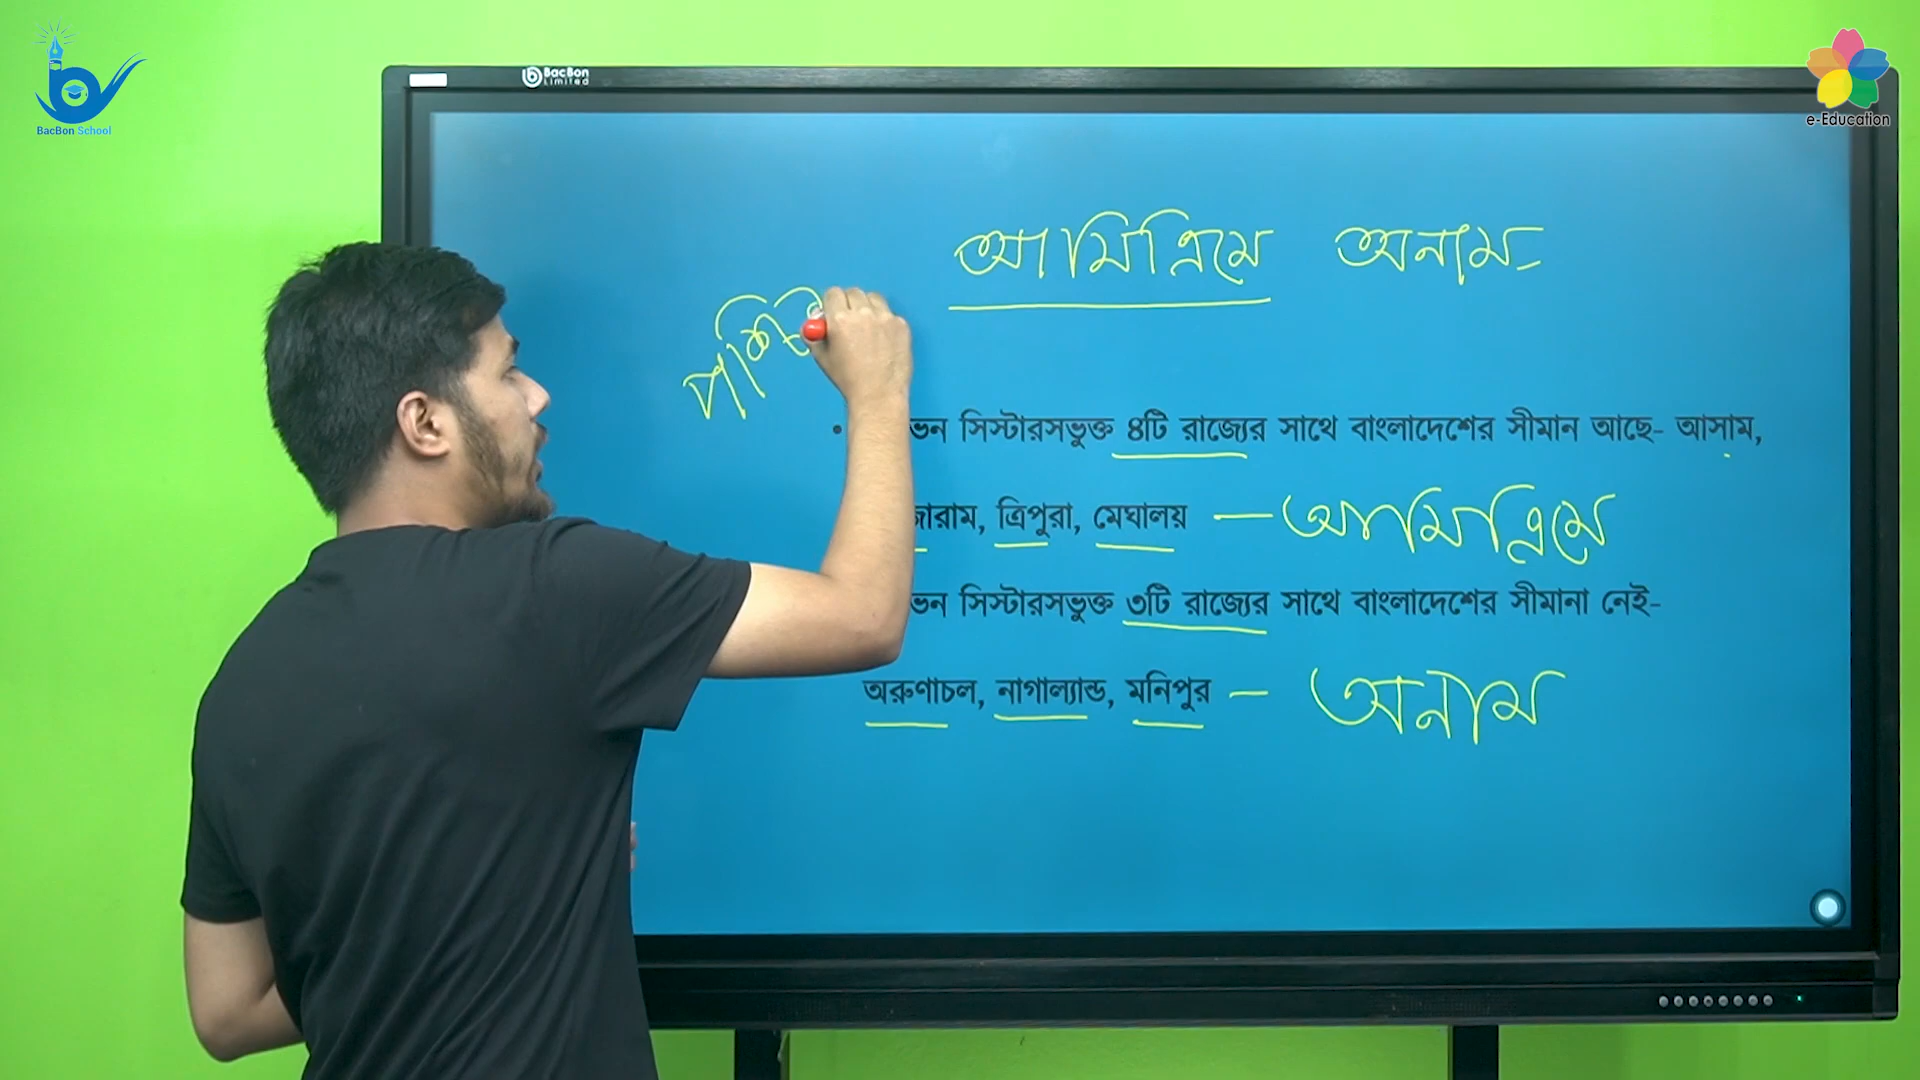 BacBon School
BacBon
Limited
e-Education
আমিত্রিমে অনাম-
• ভন সিস্টারসভুক্ত ৪টি রাজ্যের সাথে বাংলাদেশের সীমান আছে- আসাম,
জারাম, ত্রিপুরা, মেঘালয় — আমিত্রিমে
ভন সিস্টারসভুক্ত ৩টি রাজ্যের সাথে বাংলাদেশের সীমানা নেই-
অরুণাচল, নাগাল্যান্ড, মনিপুর — অনাম